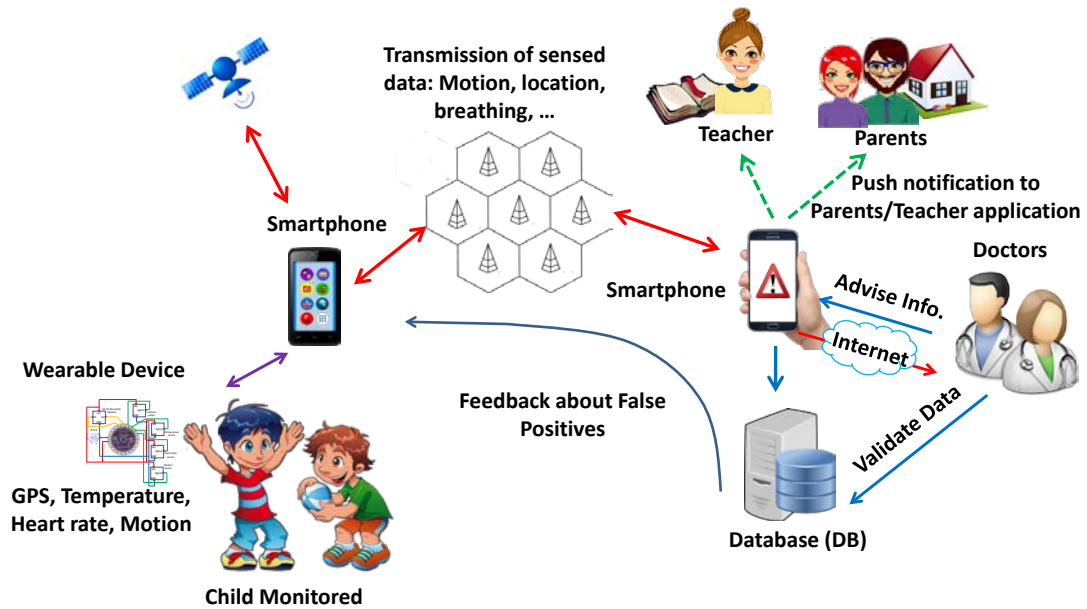 Transmission of sensed
data: Motion, location,
breathing, ...
Teacher
Parents
Push notification to
Parents/Teacher application
Smartphone
Smartphone
Doctors
Advise Info.
Internet
Wearable Device
Feedback about False
Positives
Validate Data
GPS, Temperature,
Heart rate, Motion
Database (DB)
Child Monitored